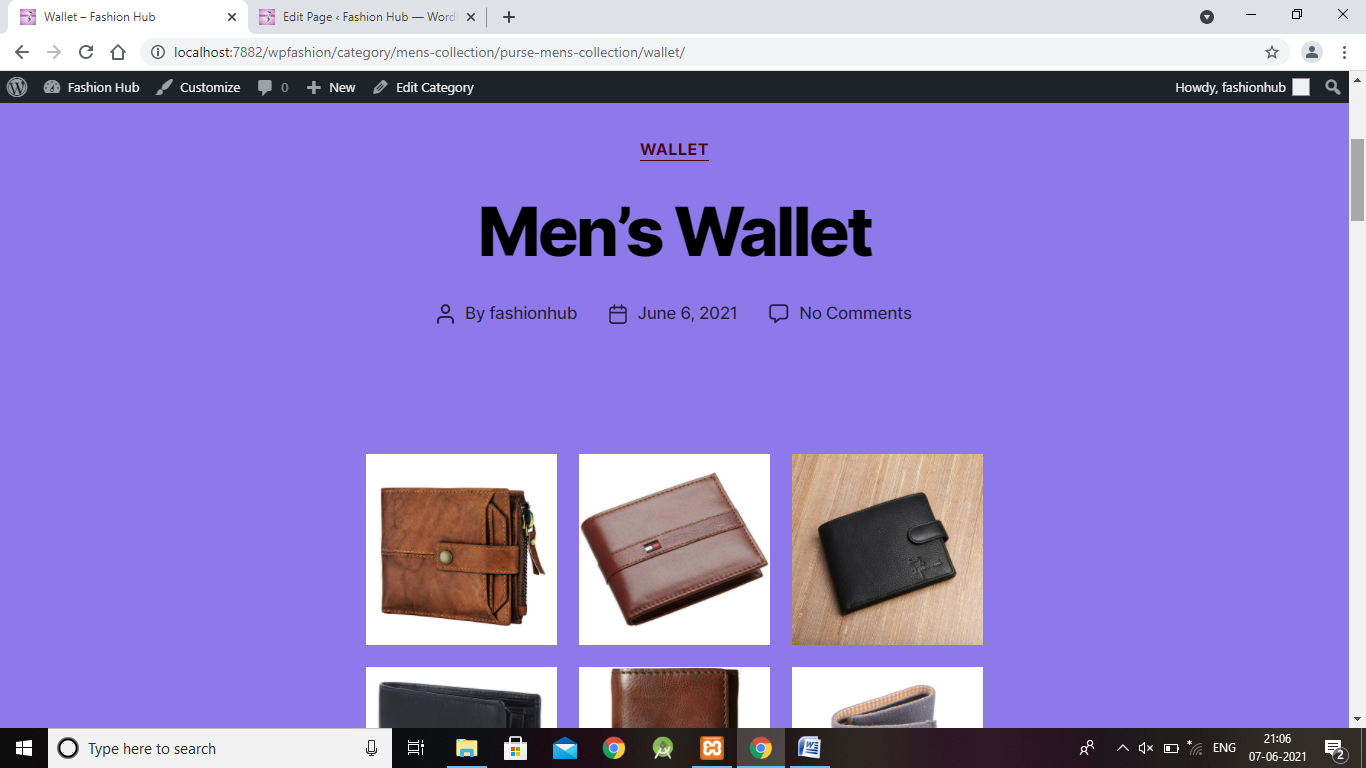 Wallet – Fashion Hub
Edit Page ‹ Fashion Hub — Word
localhost:7882/wpfashion/category/mens-collection/purse-mens-collection/wallet/
Fashion Hub
Customize
0
New
Edit Category
Howdy, fashionhub
WALLET
Men’s Wallet
By fashionhub
June 6, 2021
No Comments
Type here to search
ENG
21:06
07-06-2021
2